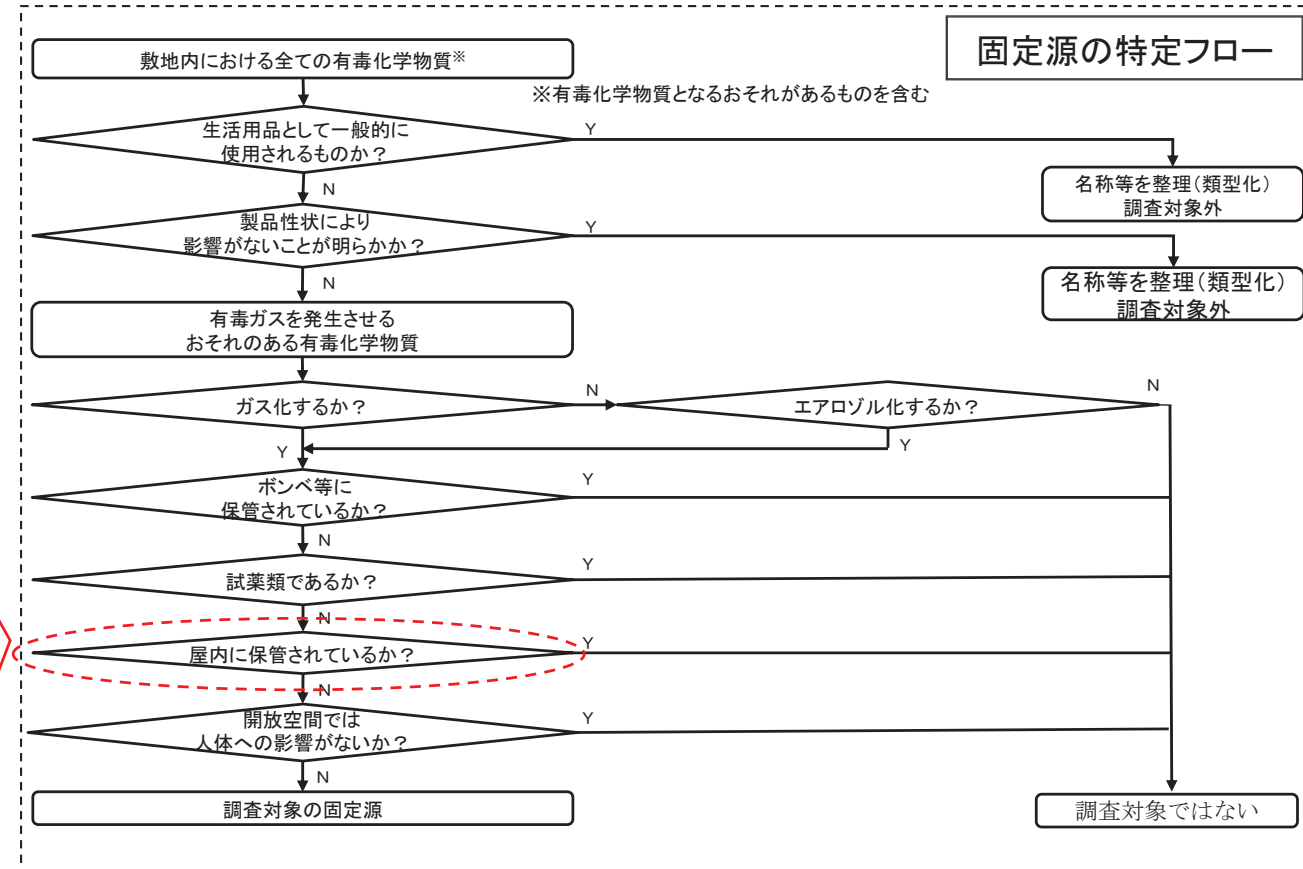 固定源の特定フロー
敷地内における全ての有毒化学物質※
※有毒化学物質となるおそれがあるものを含む
生活用品として一般的に
使用されるものか？
Y
名称等を整理（類型化）
調査対象外
N
製品性状により
影響がないことが明らかか？
Y
名称等を整理（類型化）
調査対象外
N
有毒ガスを発生させる
おそれのある有毒化学物質
ガス化するか？
N
エアロゾル化するか？
N
Y
Y
ボンベ等に
保管されているか？
Y
N
試薬類であるか？
Y
N
屋内に保管されているか？
Y
N
開放空間では
人体への影響がないか？
Y
N
調査対象の固定源
調査対象ではない